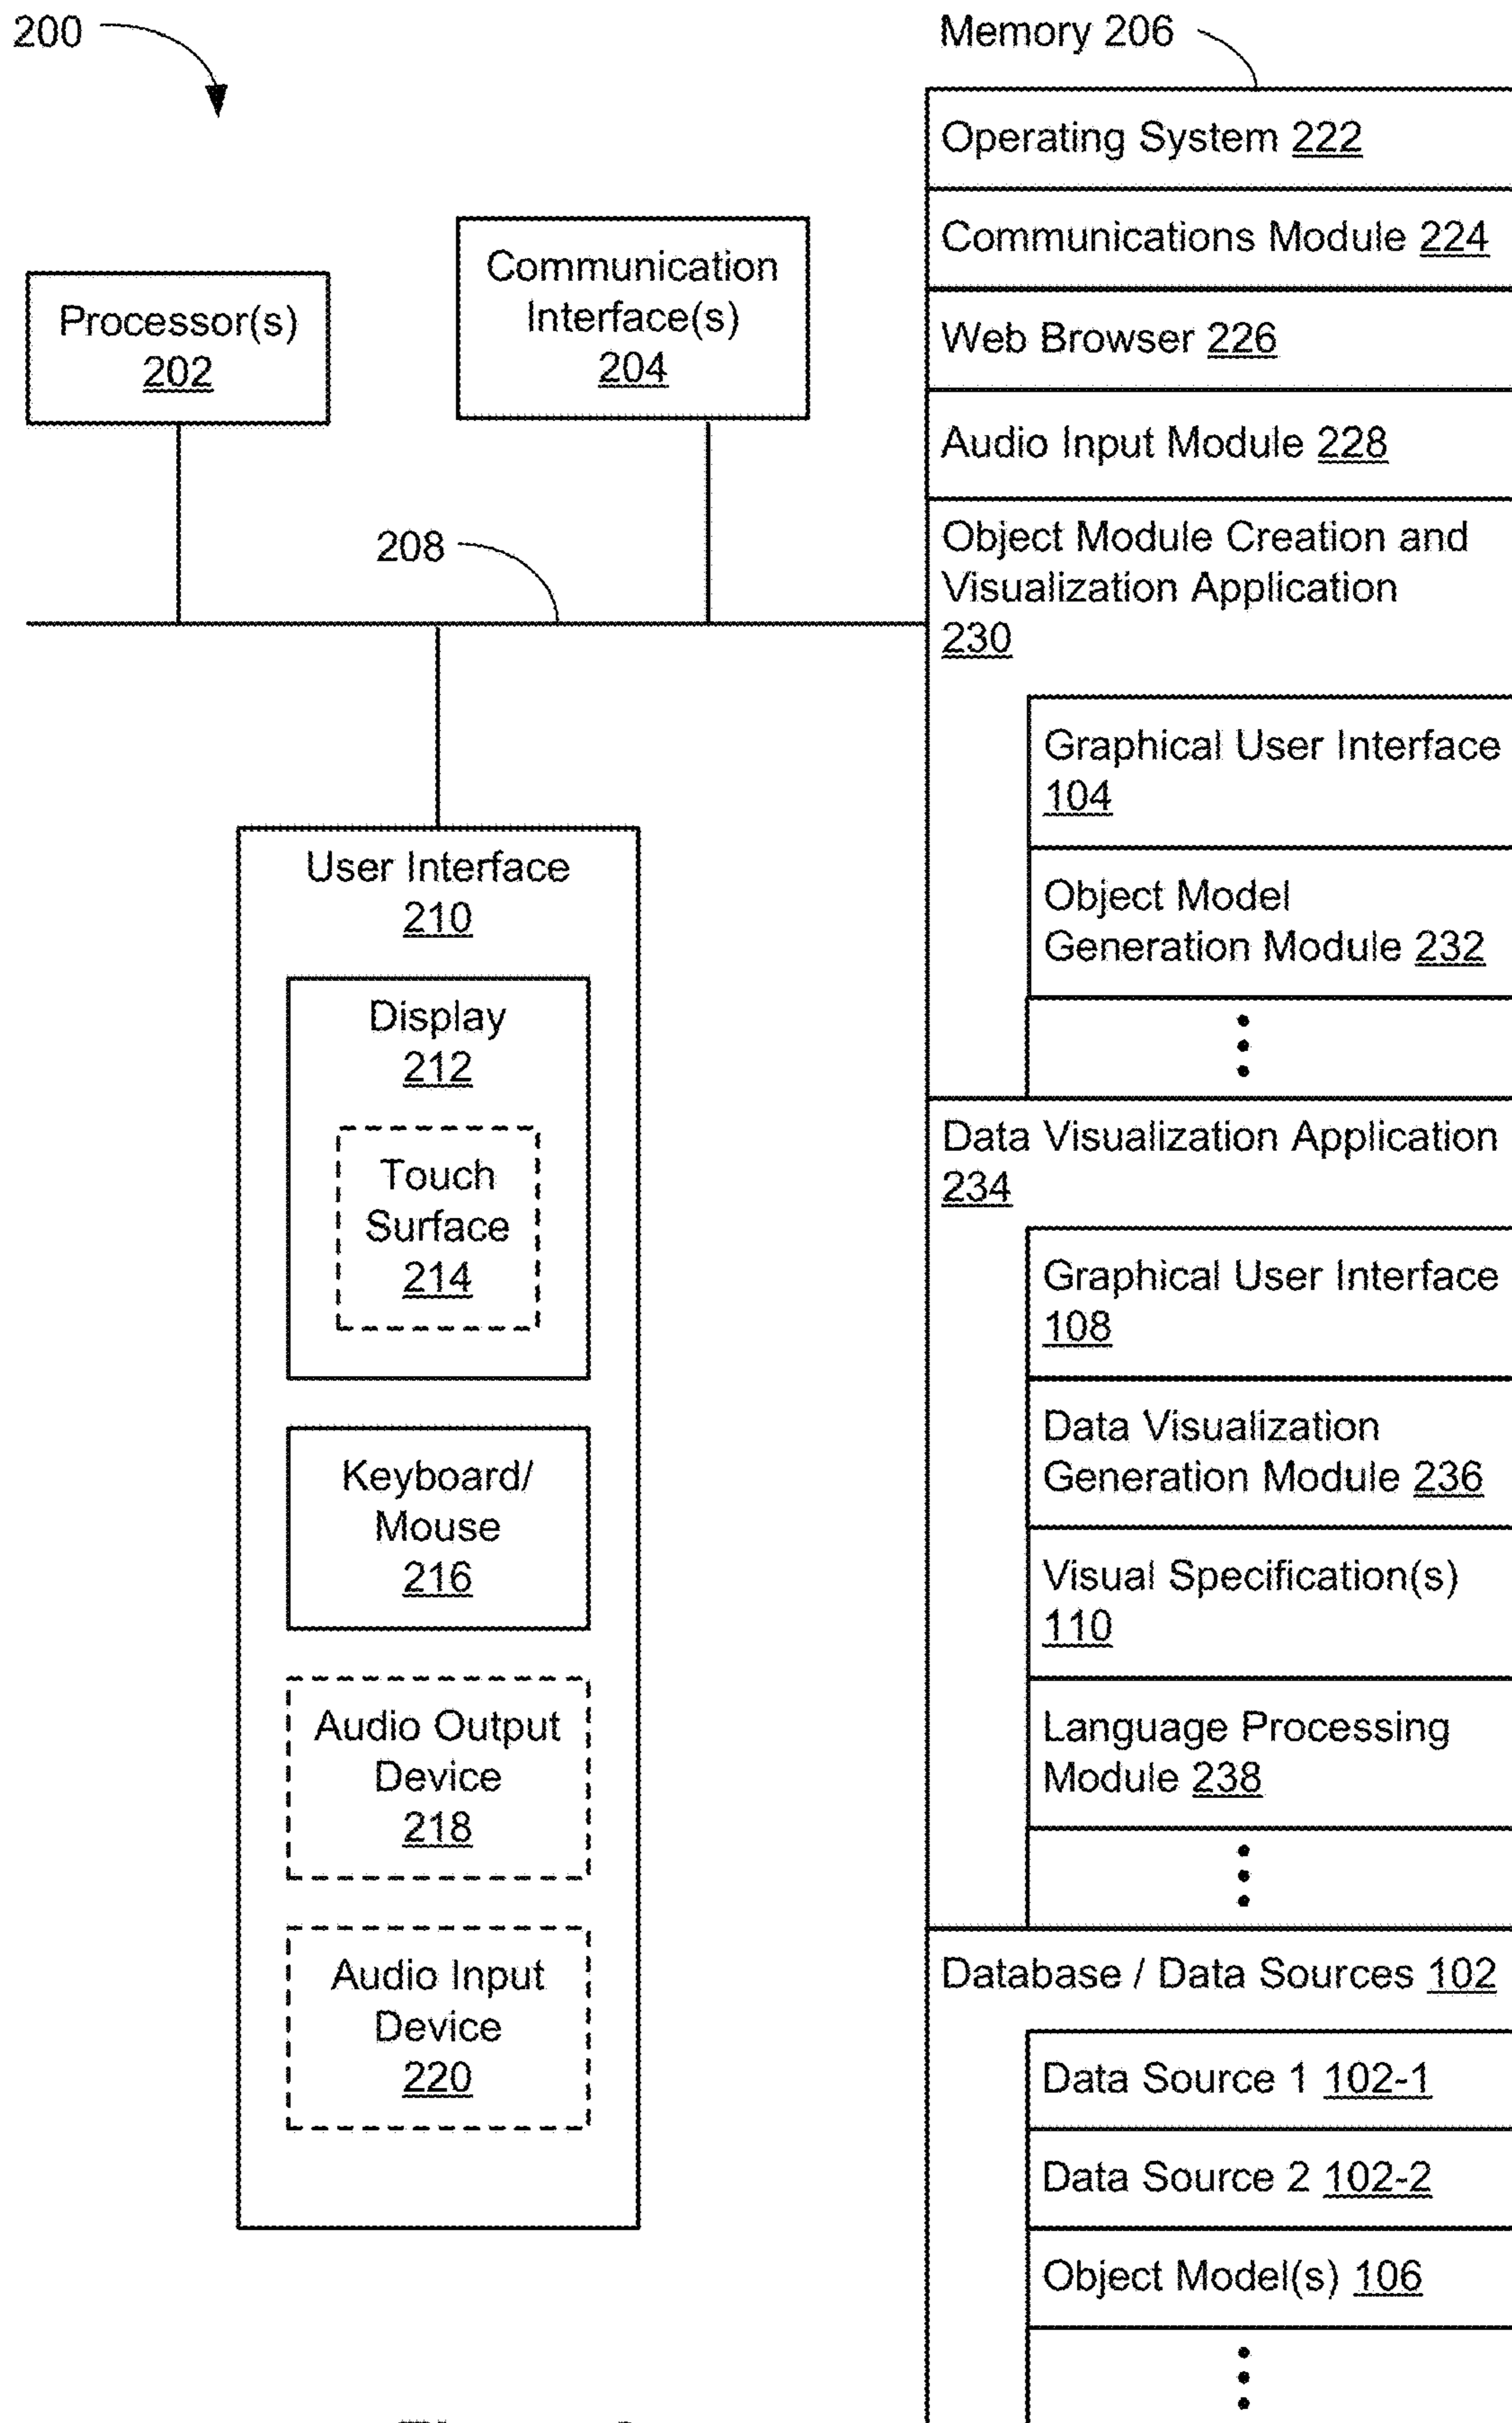 200
Memory 206
Operating System 222
Communications Module 224
Web Browser 226
Audio Input Module 228
Object Module Creation and
Visualization Application
230
Graphical User Interface
104
Object Model
Generation Module 232
Data Visualization Application
234
Graphical User Interface
108
Data Visualization
Generation Module 236
Visual Specification(s)
110
Language Processing
Module 238
Database / Data Sources 102
Data Source 1 102-1
Data Source 2 102-2
Object Model(s) 106
Processor(s)
202
Communication
Interface(s)
204
208
User Interface
210
Display
212
Touch
Surface
214
Keyboard/
Mouse
216
Audio Output
Device
218
Audio Input
Device
220